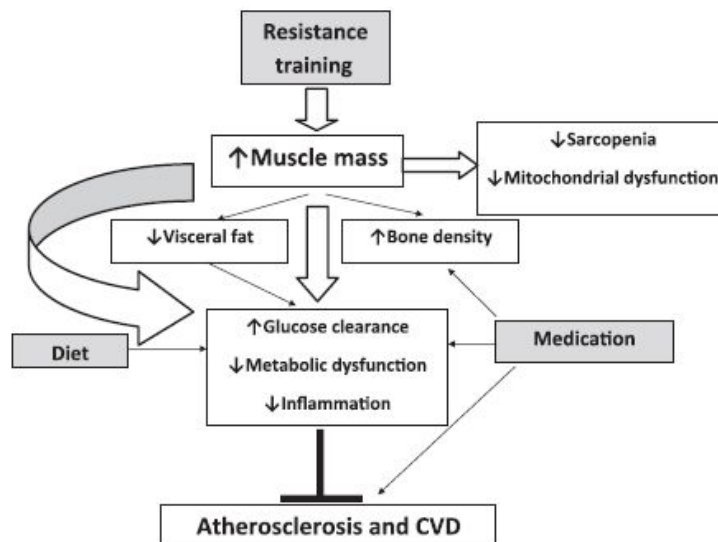 Resistance
training
↑Muscle mass
↓Sarcopenia
↓Mitochondrial dysfunction
↓Visceral fat
↑Bone density
↑Glucose clearance
↓Metabolic dysfunction
↓Inflammation
Diet
Medication
Atherosclerosis and CVD